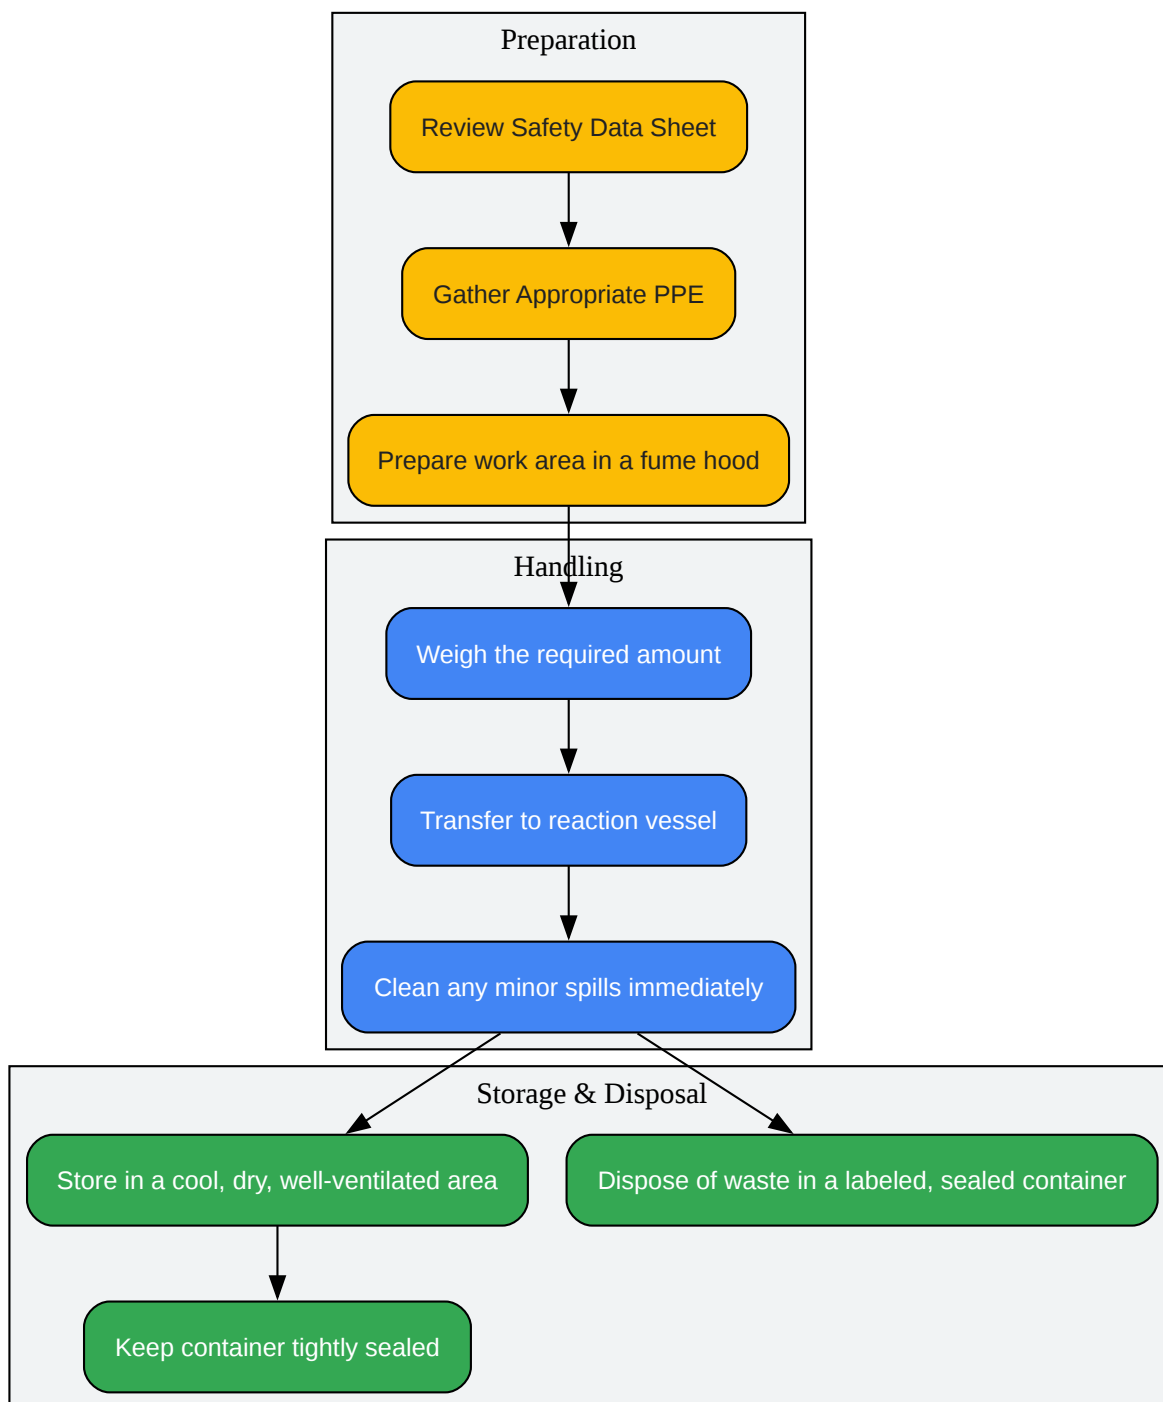 Preparation
Review Safety Data Sheet
Gather Appropriate PPE
Prepare work area in a fume hood
Handling
Weigh the required amount
Transfer to reaction vessel
Clean any minor spills immediately
Storage & Disposal
Store in a cool, dry, well-ventilated area
Dispose of waste in a labeled, sealed container
Keep container tightly sealed